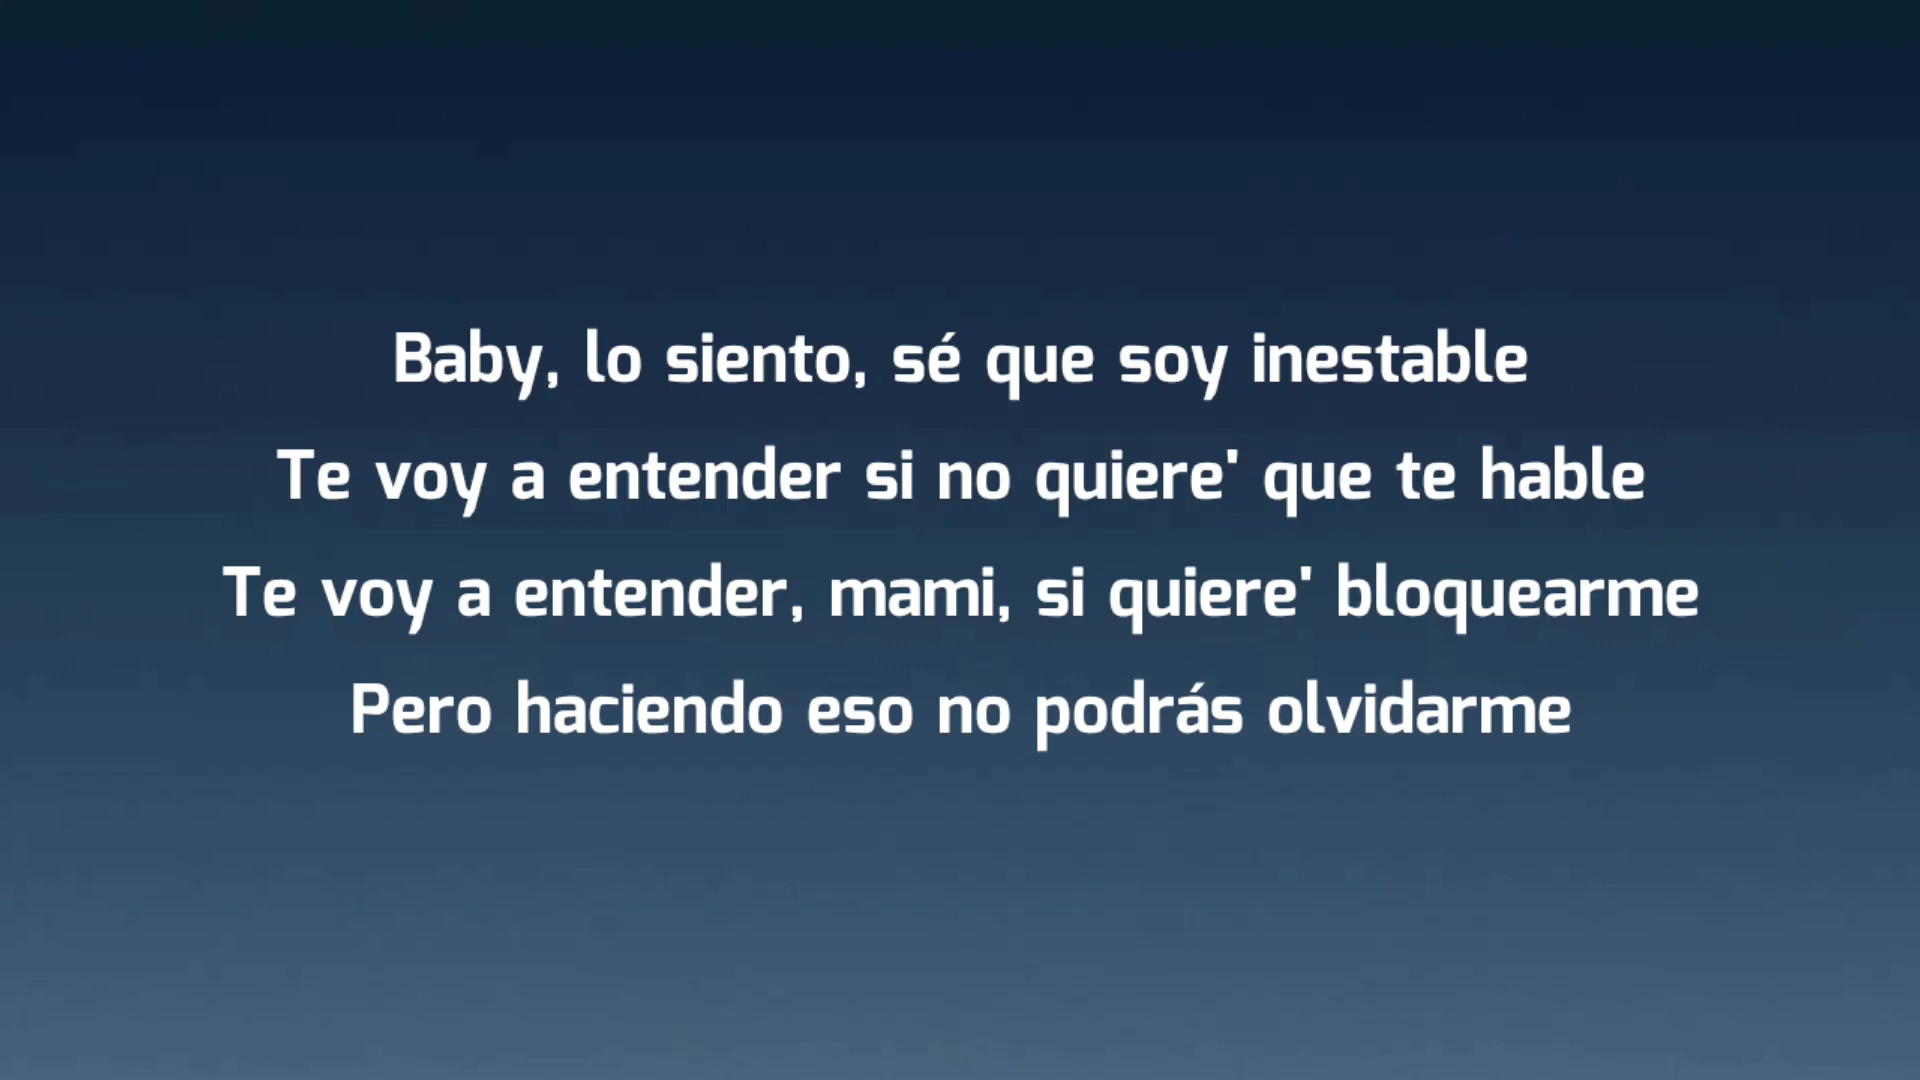 Baby, lo siento, sé que soy inestable
Te voy a entender si no quiere' que te hable
Te voy a entender, mami, si quiere' bloquearme
Pero haciendo eso no podrás olvidarme